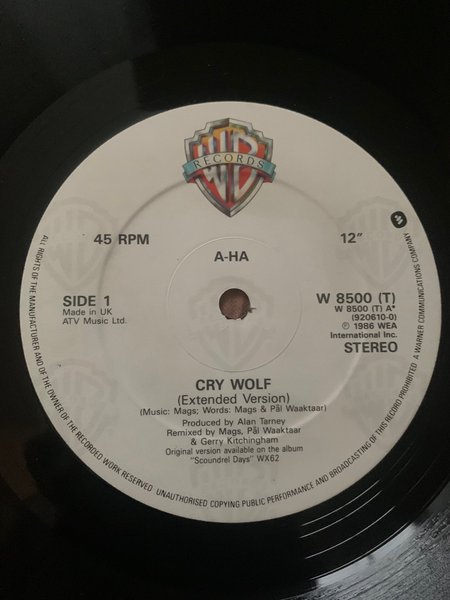 WB
RECORDS
45 RPM
12"
A-HA
SIDE 1
Made in UK
ATV Music Ltd.
W 8500 (T)
W 8500 (T) A*
(920610-0)
℗ 1986 WEA
International Inc.
STEREO
CRY WOLF
(Extended Version)
(Music: Mags; Words: Mags & Pål Waaktaar)
Produced by Alan Tarney
Remixed by Mags, Pål Waaktaar
& Gerry Kitchingham
Original version available on the album
"Scoundrel Days" WX62
ALL RIGHTS OF THE MANUFACTURER AND OF THE OWNER OF THE RECORDED WORK RESERVED UNAUTHORISED COPYING PUBLIC PERFORMANCE AND BROADCASTING OF THIS RECORD PROHIBITED A WARNER COMMUNICATIONS COMPANY